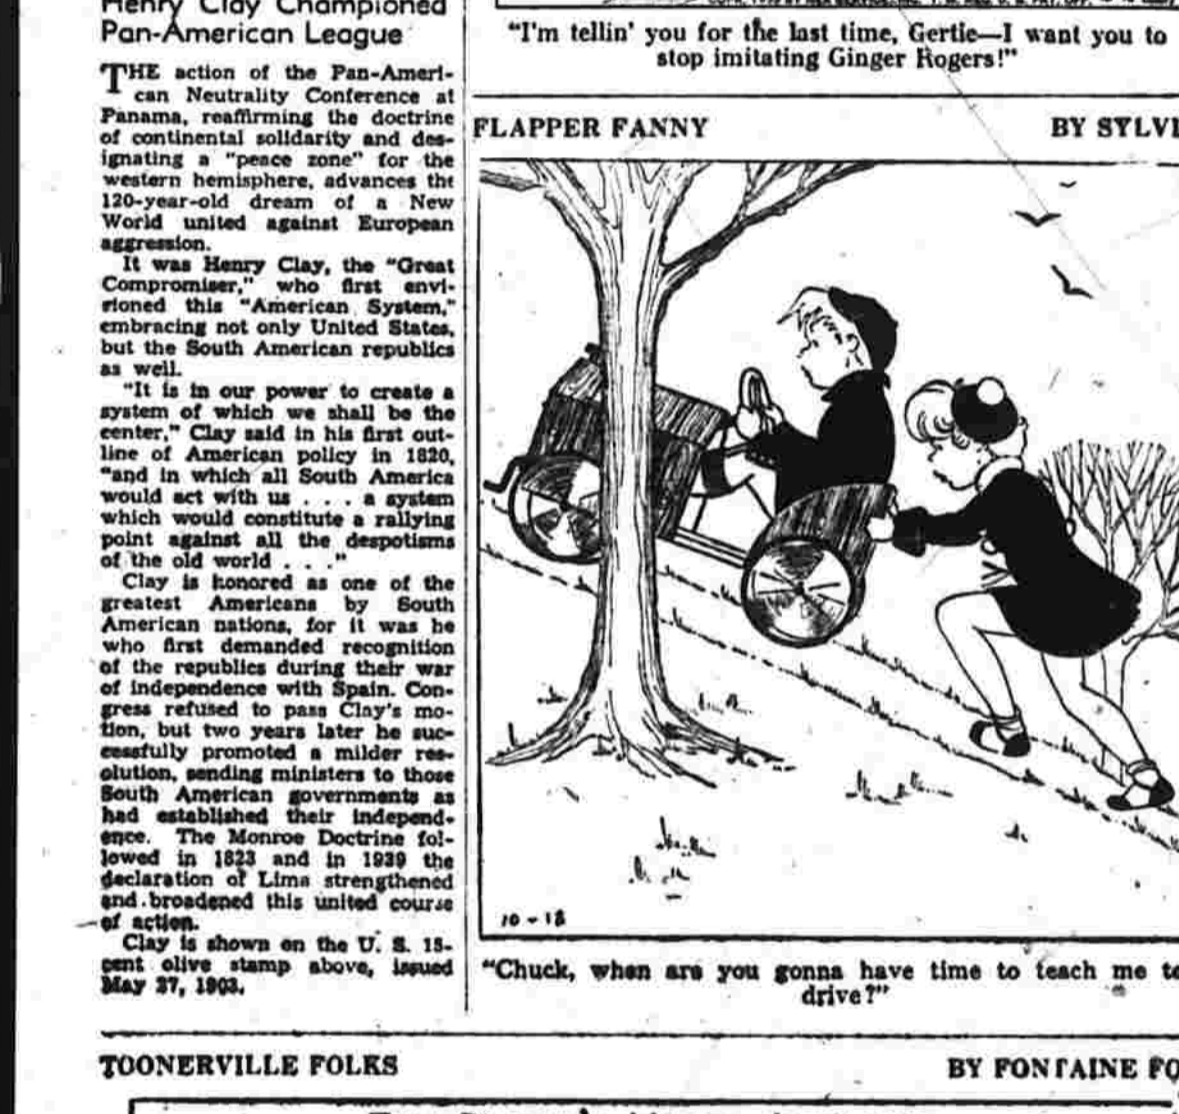 Henry Clay Championed
Pan-American League
THE action of the Pan-Ameri-
can Neutrality Conference at
Panama, reaffirming the doctrine
of continental solidarity and des-
ignating a "peace zone" for the
western hemisphere, advances the
120-year-old dream of a New
World united against European
aggression.
It was Henry Clay, the "Great
Compromiser," who first envi-
sioned this "American System,"
embracing not only United States,
but the South American republics
as well.
"It is in our power to create a
system of which we shall be the
center," Clay said in his first out-
line of American policy in 1820,
"and in which all South America
would act with us . . . a system
which would constitute a rallying
point against all the despotisms
of the old world . . ."
Clay is honored as one of the
greatest Americans by South
American nations, for it was he
who first demanded recognition
of the republics during their war
of independence with Spain. Con-
gress refused to pass Clay's mo-
tion, but two years later he suc-
cessfully promoted a milder res-
olution, sending ministers to those
South American governments as
had established their independ-
ence. The Monroe Doctrine fol-
lowed in 1823 and in 1939 the
declaration of Lima strengthened
and broadened this united course
of action.
Clay is shown on the U. S. 15-
cent olive stamp above, issued
May 27, 1903.
"I'm tellin' you for the last time, Gertie—I want you to
stop imitating Ginger Rogers!"
FLAPPER FANNY BY SYLVI
10-18
"Chuck, when are you gonna have time to teach me to
drive?"
TOONERVILLE FOLKS BY FONTAINE FO